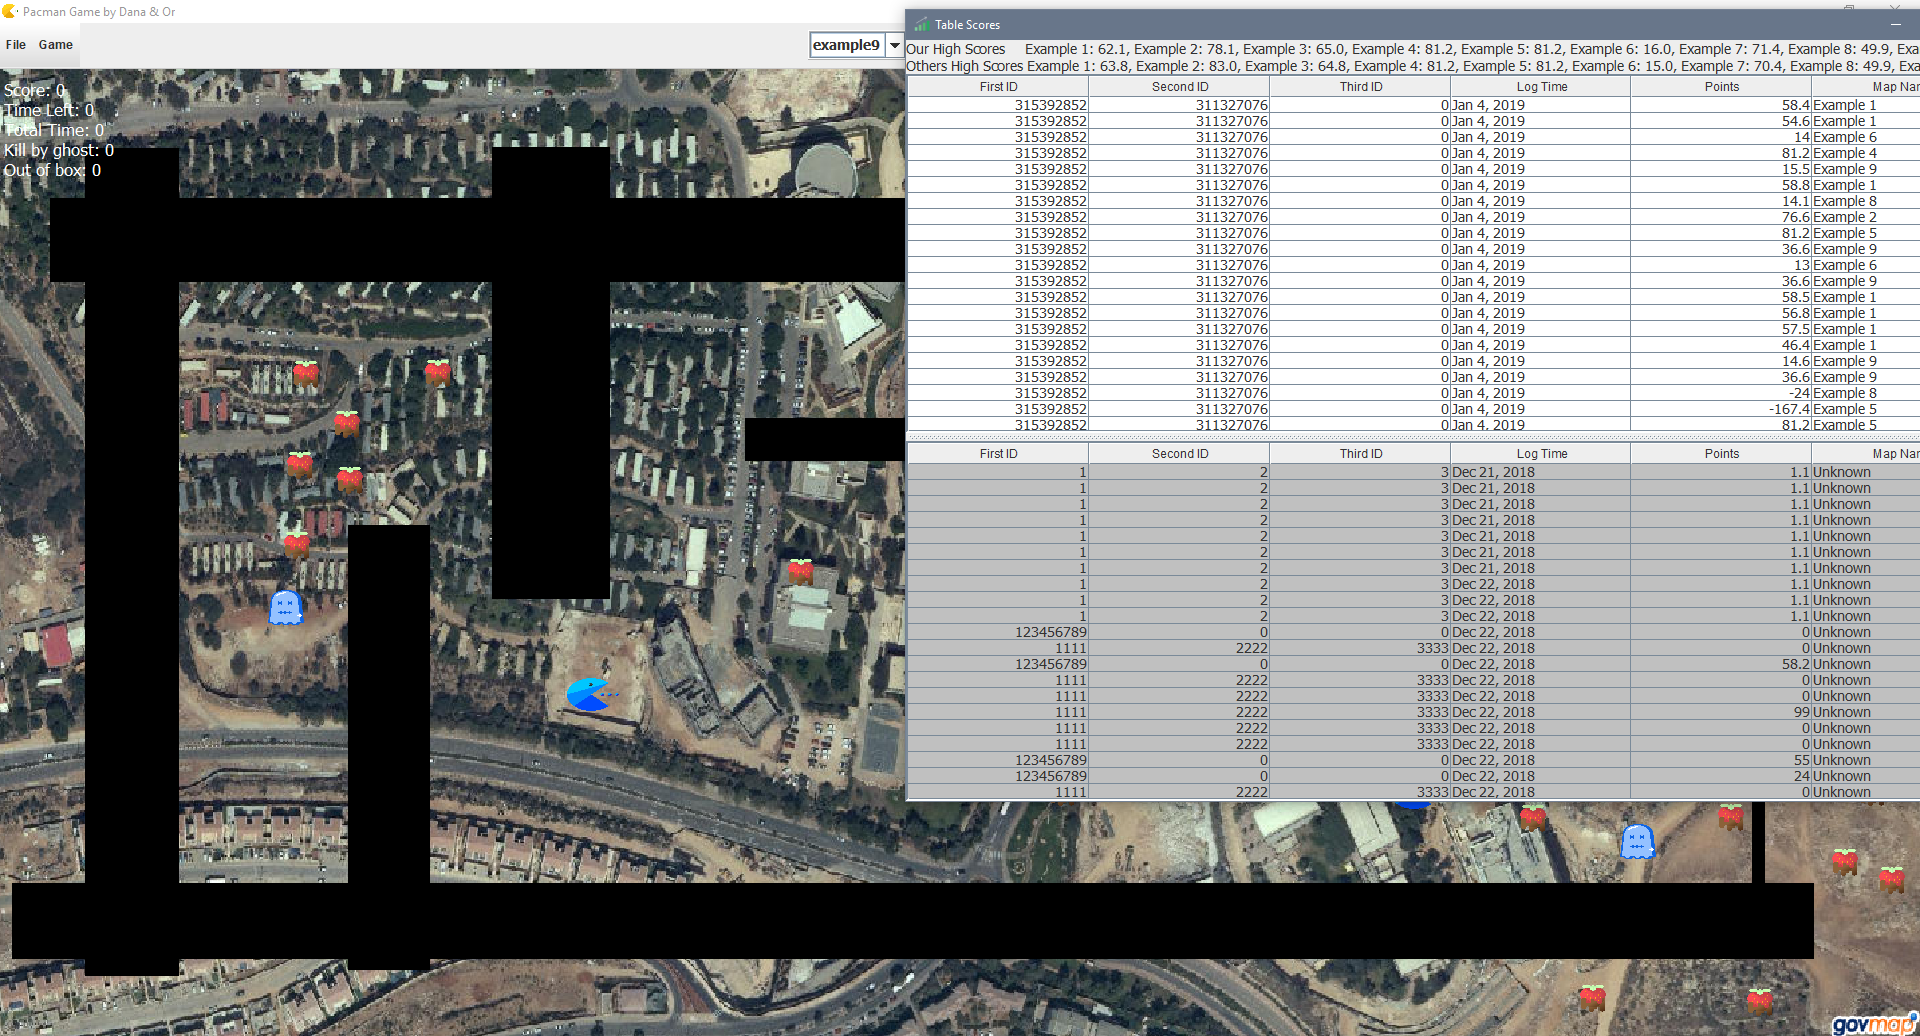 Pacman Game by Dana & Or
File Game
example9
Score: 0
Time Left: 0
Total Time: 0
Kill by ghost: 0
Out of box: 0
Table Scores
Our High Scores Example 1: 62.1, Example 2: 78.1, Example 3: 65.0, Example 4: 81.2, Example 5: 81.2, Example 6: 16.0, Example 7: 71.4, Example 8: 49.9, Exa
Others High Scores Example 1: 63.8, Example 2: 83.0, Example 3: 64.8, Example 4: 81.2, Example 5: 81.2, Example 6: 15.0, Example 7: 70.4, Example 8: 49.9, Exa
First ID Second ID Third ID Log Time Points Map Nar
315392852 311327076 0 Jan 4, 2019 58.4 Example 1
315392852 311327076 0 Jan 4, 2019 54.6 Example 1
315392852 311327076 0 Jan 4, 2019 14 Example 6
315392852 311327076 0 Jan 4, 2019 81.2 Example 4
315392852 311327076 0 Jan 4, 2019 15.5 Example 9
315392852 311327076 0 Jan 4, 2019 58.8 Example 1
315392852 311327076 0 Jan 4, 2019 14.1 Example 8
315392852 311327076 0 Jan 4, 2019 76.6 Example 2
315392852 311327076 0 Jan 4, 2019 81.2 Example 5
315392852 311327076 0 Jan 4, 2019 36.6 Example 9
315392852 311327076 0 Jan 4, 2019 13 Example 6
315392852 311327076 0 Jan 4, 2019 36.6 Example 9
315392852 311327076 0 Jan 4, 2019 58.5 Example 1
315392852 311327076 0 Jan 4, 2019 56.8 Example 1
315392852 311327076 0 Jan 4, 2019 57.5 Example 1
315392852 311327076 0 Jan 4, 2019 46.4 Example 1
315392852 311327076 0 Jan 4, 2019 14.6 Example 9
315392852 311327076 0 Jan 4, 2019 36.6 Example 9
315392852 311327076 0 Jan 4, 2019 -24 Example 8
315392852 311327076 0 Jan 4, 2019 -167.4 Example 5
315392852 311327076 0 Jan 4, 2019 81.2 Example 5
First ID Second ID Third ID Log Time Points Map Nar
1 2 3 Dec 21, 2018 1.1 Unknown
1 2 3 Dec 21, 2018 1.1 Unknown
1 2 3 Dec 21, 2018 1.1 Unknown
1 2 3 Dec 21, 2018 1.1 Unknown
1 2 3 Dec 21, 2018 1.1 Unknown
1 2 3 Dec 21, 2018 1.1 Unknown
1 2 3 Dec 21, 2018 1.1 Unknown
1 2 3 Dec 22, 2018 1.1 Unknown
1 2 3 Dec 22, 2018 1.1 Unknown
1 2 3 Dec 22, 2018 1.1 Unknown
123456789 0 0 Dec 22, 2018 0 Unknown
1111 2222 3333 Dec 22, 2018 0 Unknown
123456789 0 0 Dec 22, 2018 58.2 Unknown
1111 2222 3333 Dec 22, 2018 0 Unknown
1111 2222 3333 Dec 22, 2018 0 Unknown
1111 2222 3333 Dec 22, 2018 99 Unknown
1111 2222 3333 Dec 22, 2018 0 Unknown
1111 2222 3333 Dec 22, 2018 0 Unknown
123456789 0 0 Dec 22, 2018 55 Unknown
123456789 0 0 Dec 22, 2018 24 Unknown
1111 2222 3333 Dec 22, 2018 0 Unknown
govmap